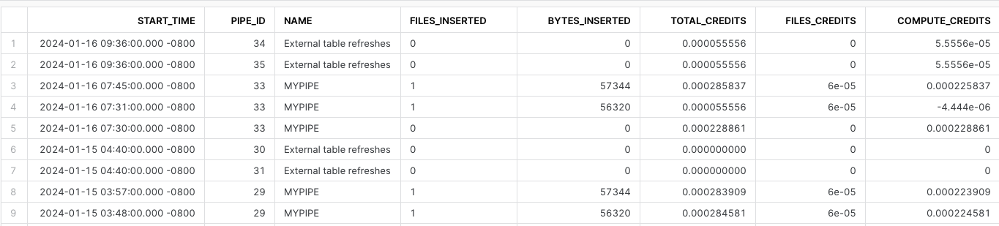 START_TIME PIPE_ID NAME FILES_INSERTED BYTES_INSERTED TOTAL_CREDITS FILES_CREDITS COMPUTE_CREDITS
1 2024-01-16 09:36:00.000 -0800 34 External table refreshes 0 0 0.000055556 0 5.5556e-05
2 2024-01-16 09:36:00.000 -0800 35 External table refreshes 0 0 0.000055556 0 5.5556e-05
3 2024-01-16 07:45:00.000 -0800 33 MYPIPE 1 57344 0.000285837 6e-05 0.000225837
4 2024-01-16 07:31:00.000 -0800 33 MYPIPE 1 56320 0.000055556 6e-05 -4.444e-06
5 2024-01-16 07:30:00.000 -0800 33 MYPIPE 0 0 0.000228861 0 0.000228861
6 2024-01-15 04:40:00.000 -0800 30 External table refreshes 0 0 0.000000000 0 0
7 2024-01-15 04:40:00.000 -0800 31 External table refreshes 0 0 0.000000000 0 0
8 2024-01-15 03:57:00.000 -0800 29 MYPIPE 1 57344 0.000283909 6e-05 0.000223909
9 2024-01-15 03:48:00.000 -0800 29 MYPIPE 1 56320 0.000284581 6e-05 0.000224581